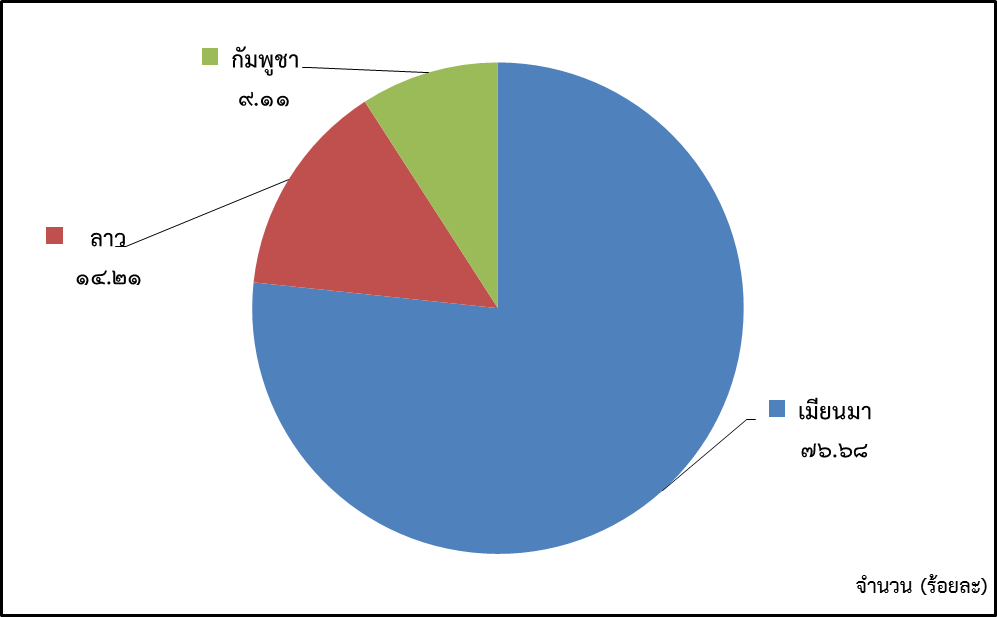 กัมพูชา
๙.๑๑
ลาว
๑๔.๒๑
เมียนมา
๗๖.๖๘
จำนวน (ร้อยละ)